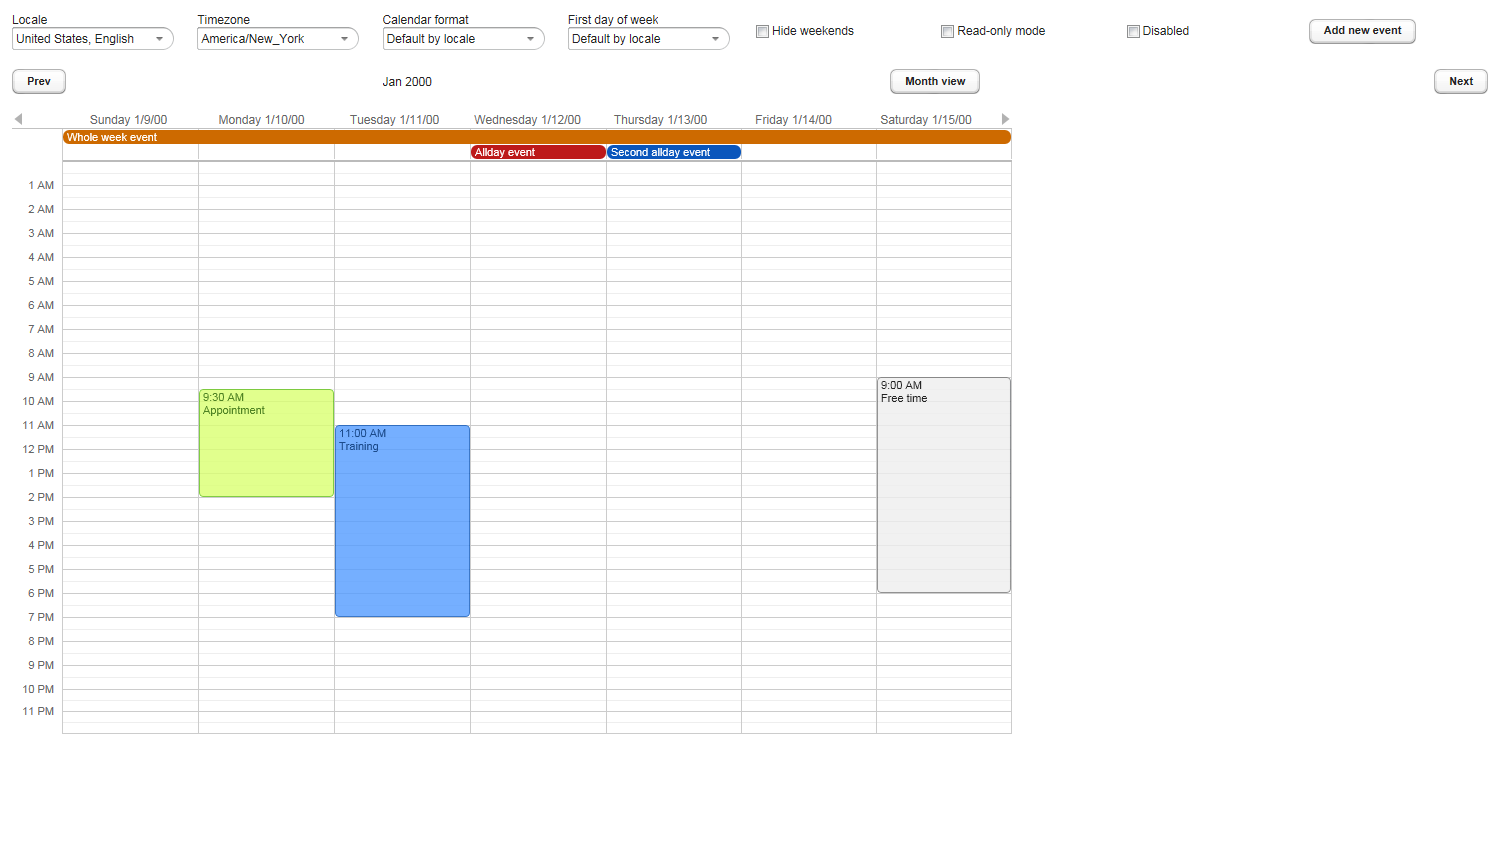 Locale
Timezone
Calendar format
First day of week
United States, English
America/New_York
Default by locale
Default by locale
Hide weekends
Read-only mode
Disabled
Add new event
Prev
Jan 2000
Month view
Next
Sunday 1/9/00
Monday 1/10/00
Tuesday 1/11/00
Wednesday 1/12/00
Thursday 1/13/00
Friday 1/14/00
Saturday 1/15/00
Whole week event
Allday event
Second allday event
1 AM
2 AM
3 AM
4 AM
5 AM
6 AM
7 AM
8 AM
9 AM
10 AM
11 AM
12 PM
1 PM
2 PM
3 PM
4 PM
5 PM
6 PM
7 PM
8 PM
9 PM
10 PM
11 PM
9:30 AM
Appointment
11:00 AM
Training
9:00 AM
Free time